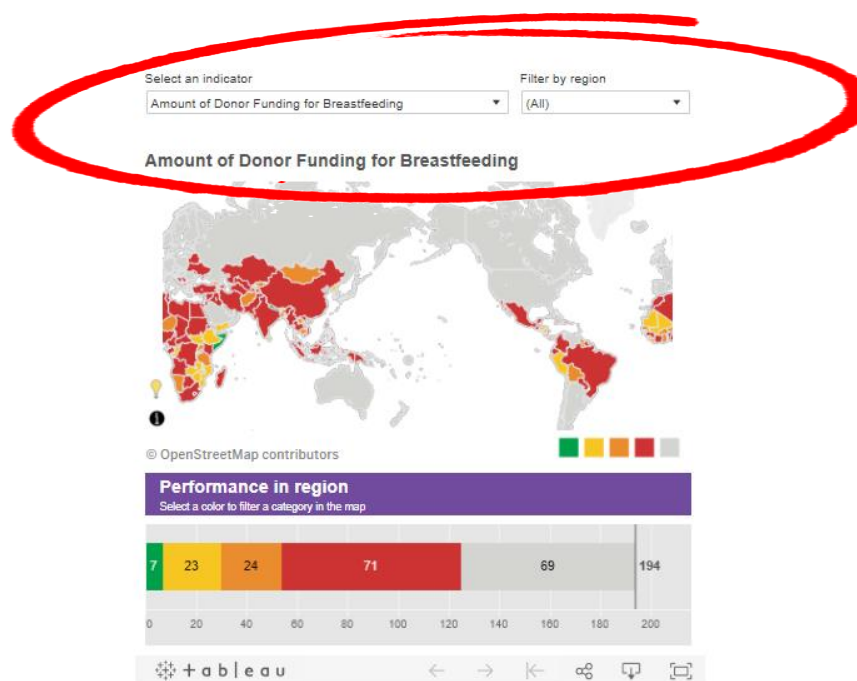 Select an indicator Filter by region
Amount of Donor Funding for Breastfeeding (All)
Amount of Donor Funding for Breastfeeding
© OpenStreetMap contributors
Performance in region
Select a color to filter a category in the map
7 23 24 71 69 194
0 20 40 60 80 100 120 140 160 180 200
+ableau